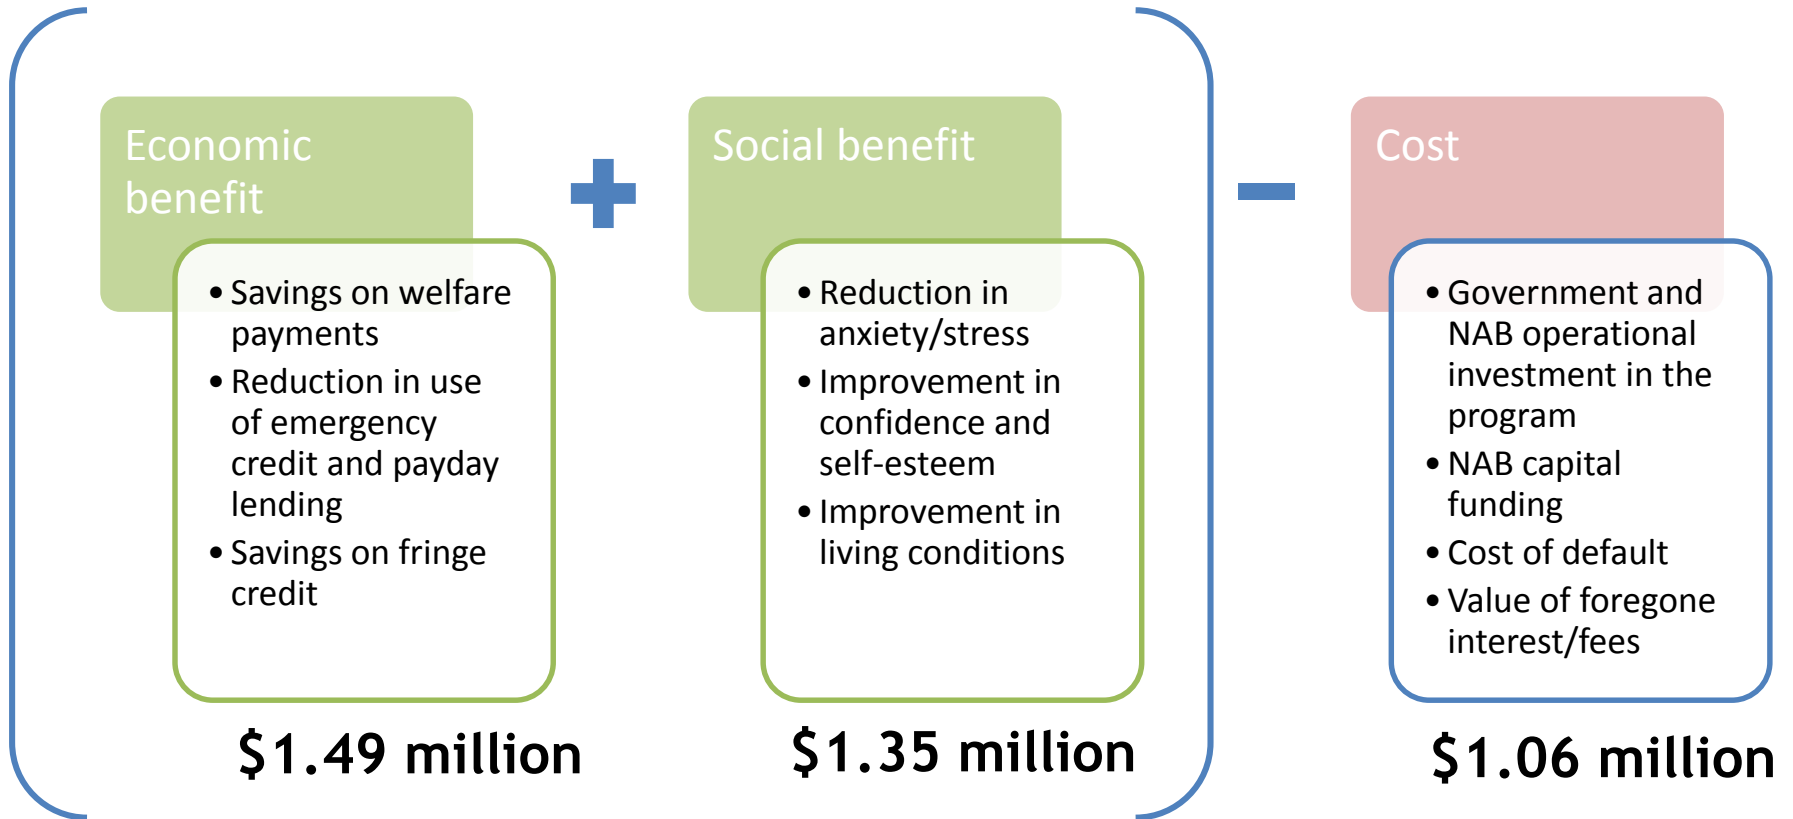 Economic
benefit
• Savings on welfare
payments
• Reduction in use
of emergency
credit and payday
lending
• Savings on fringe
credit
$1.49 million
+
Social benefit
• Reduction in
anxiety/stress
• Improvement in
confidence and
self-esteem
• Improvement in
living conditions
$1.35 million
–
Cost
• Government and
NAB operational
investment in the
program
• NAB capital
funding
• Cost of default
• Value of foregone
interest/fees
$1.06 million